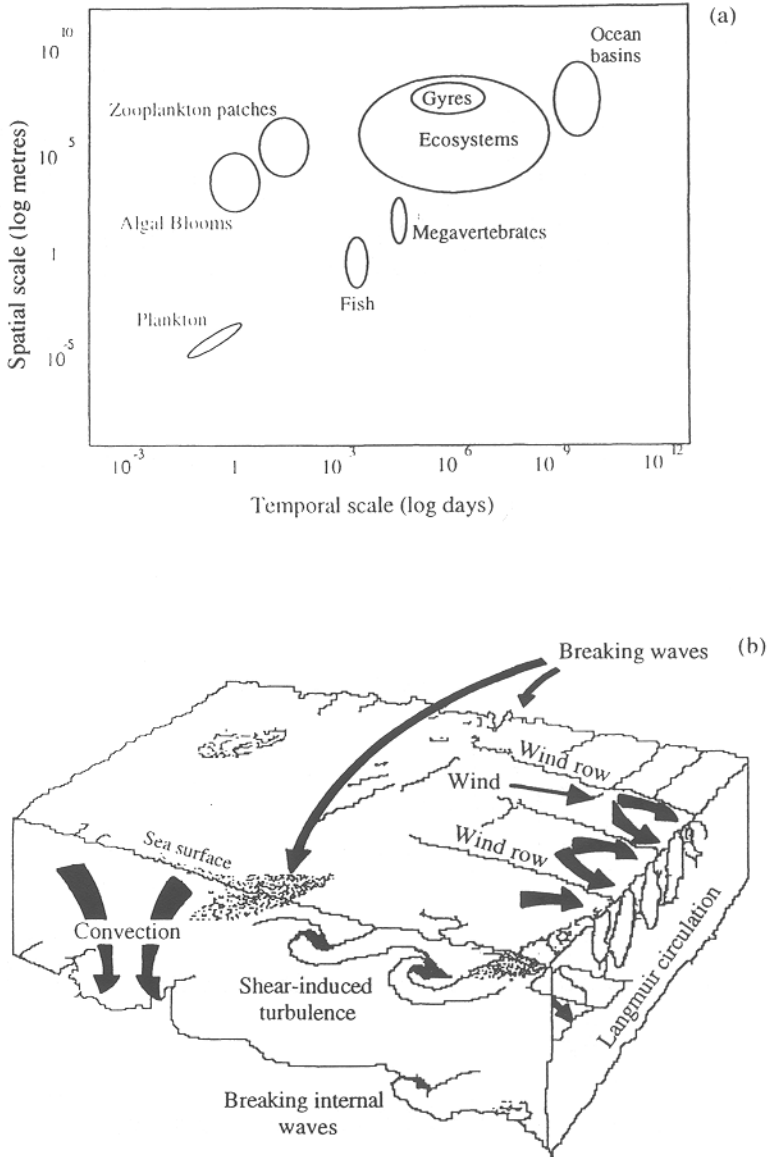 (a)
10^10
Ocean
basins
Gyres
Zooplankton patches
Ecosystems
10^5
Algal Blooms
Megavertebrates
1
Fish
Plankton
10^-5
Spatial scale (log metres)
10^-3 1 10^3 10^6 10^9 10^12
Temporal scale (log days)
Breaking waves
(b)
Wind row
Wind
Sea surface
Wind row
Convection
Shear-induced
turbulence
Langmuir circulation
Breaking internal
waves